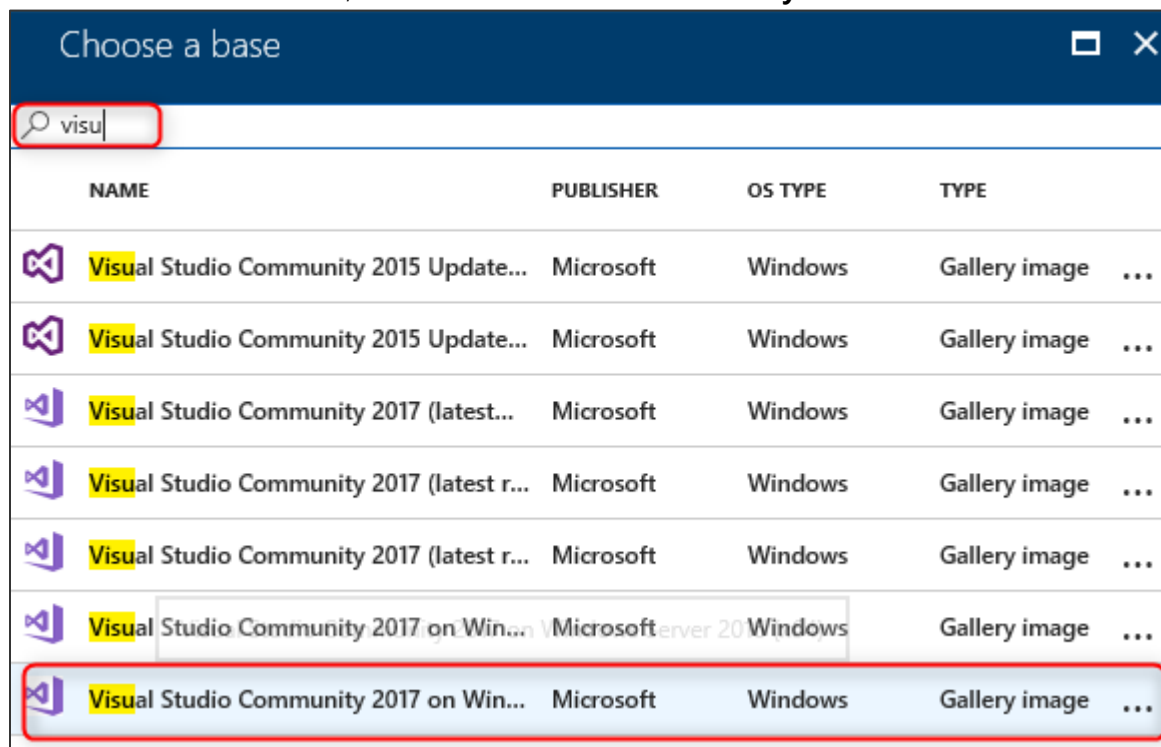 Choose a base
visu
NAME PUBLISHER OS TYPE TYPE
Visual Studio Community 2015 Update... Microsoft Windows Gallery image ...
Visual Studio Community 2015 Update... Microsoft Windows Gallery image ...
Visual Studio Community 2017 (latest... Microsoft Windows Gallery image ...
Visual Studio Community 2017 (latest r... Microsoft Windows Gallery image ...
Visual Studio Community 2017 (latest r... Microsoft Windows Gallery image ...
Visual Studio Community 2017 on Win... Microsoft Windows Gallery image ...
Visual Studio Community 2017 on Win... Microsoft Windows Gallery image ...